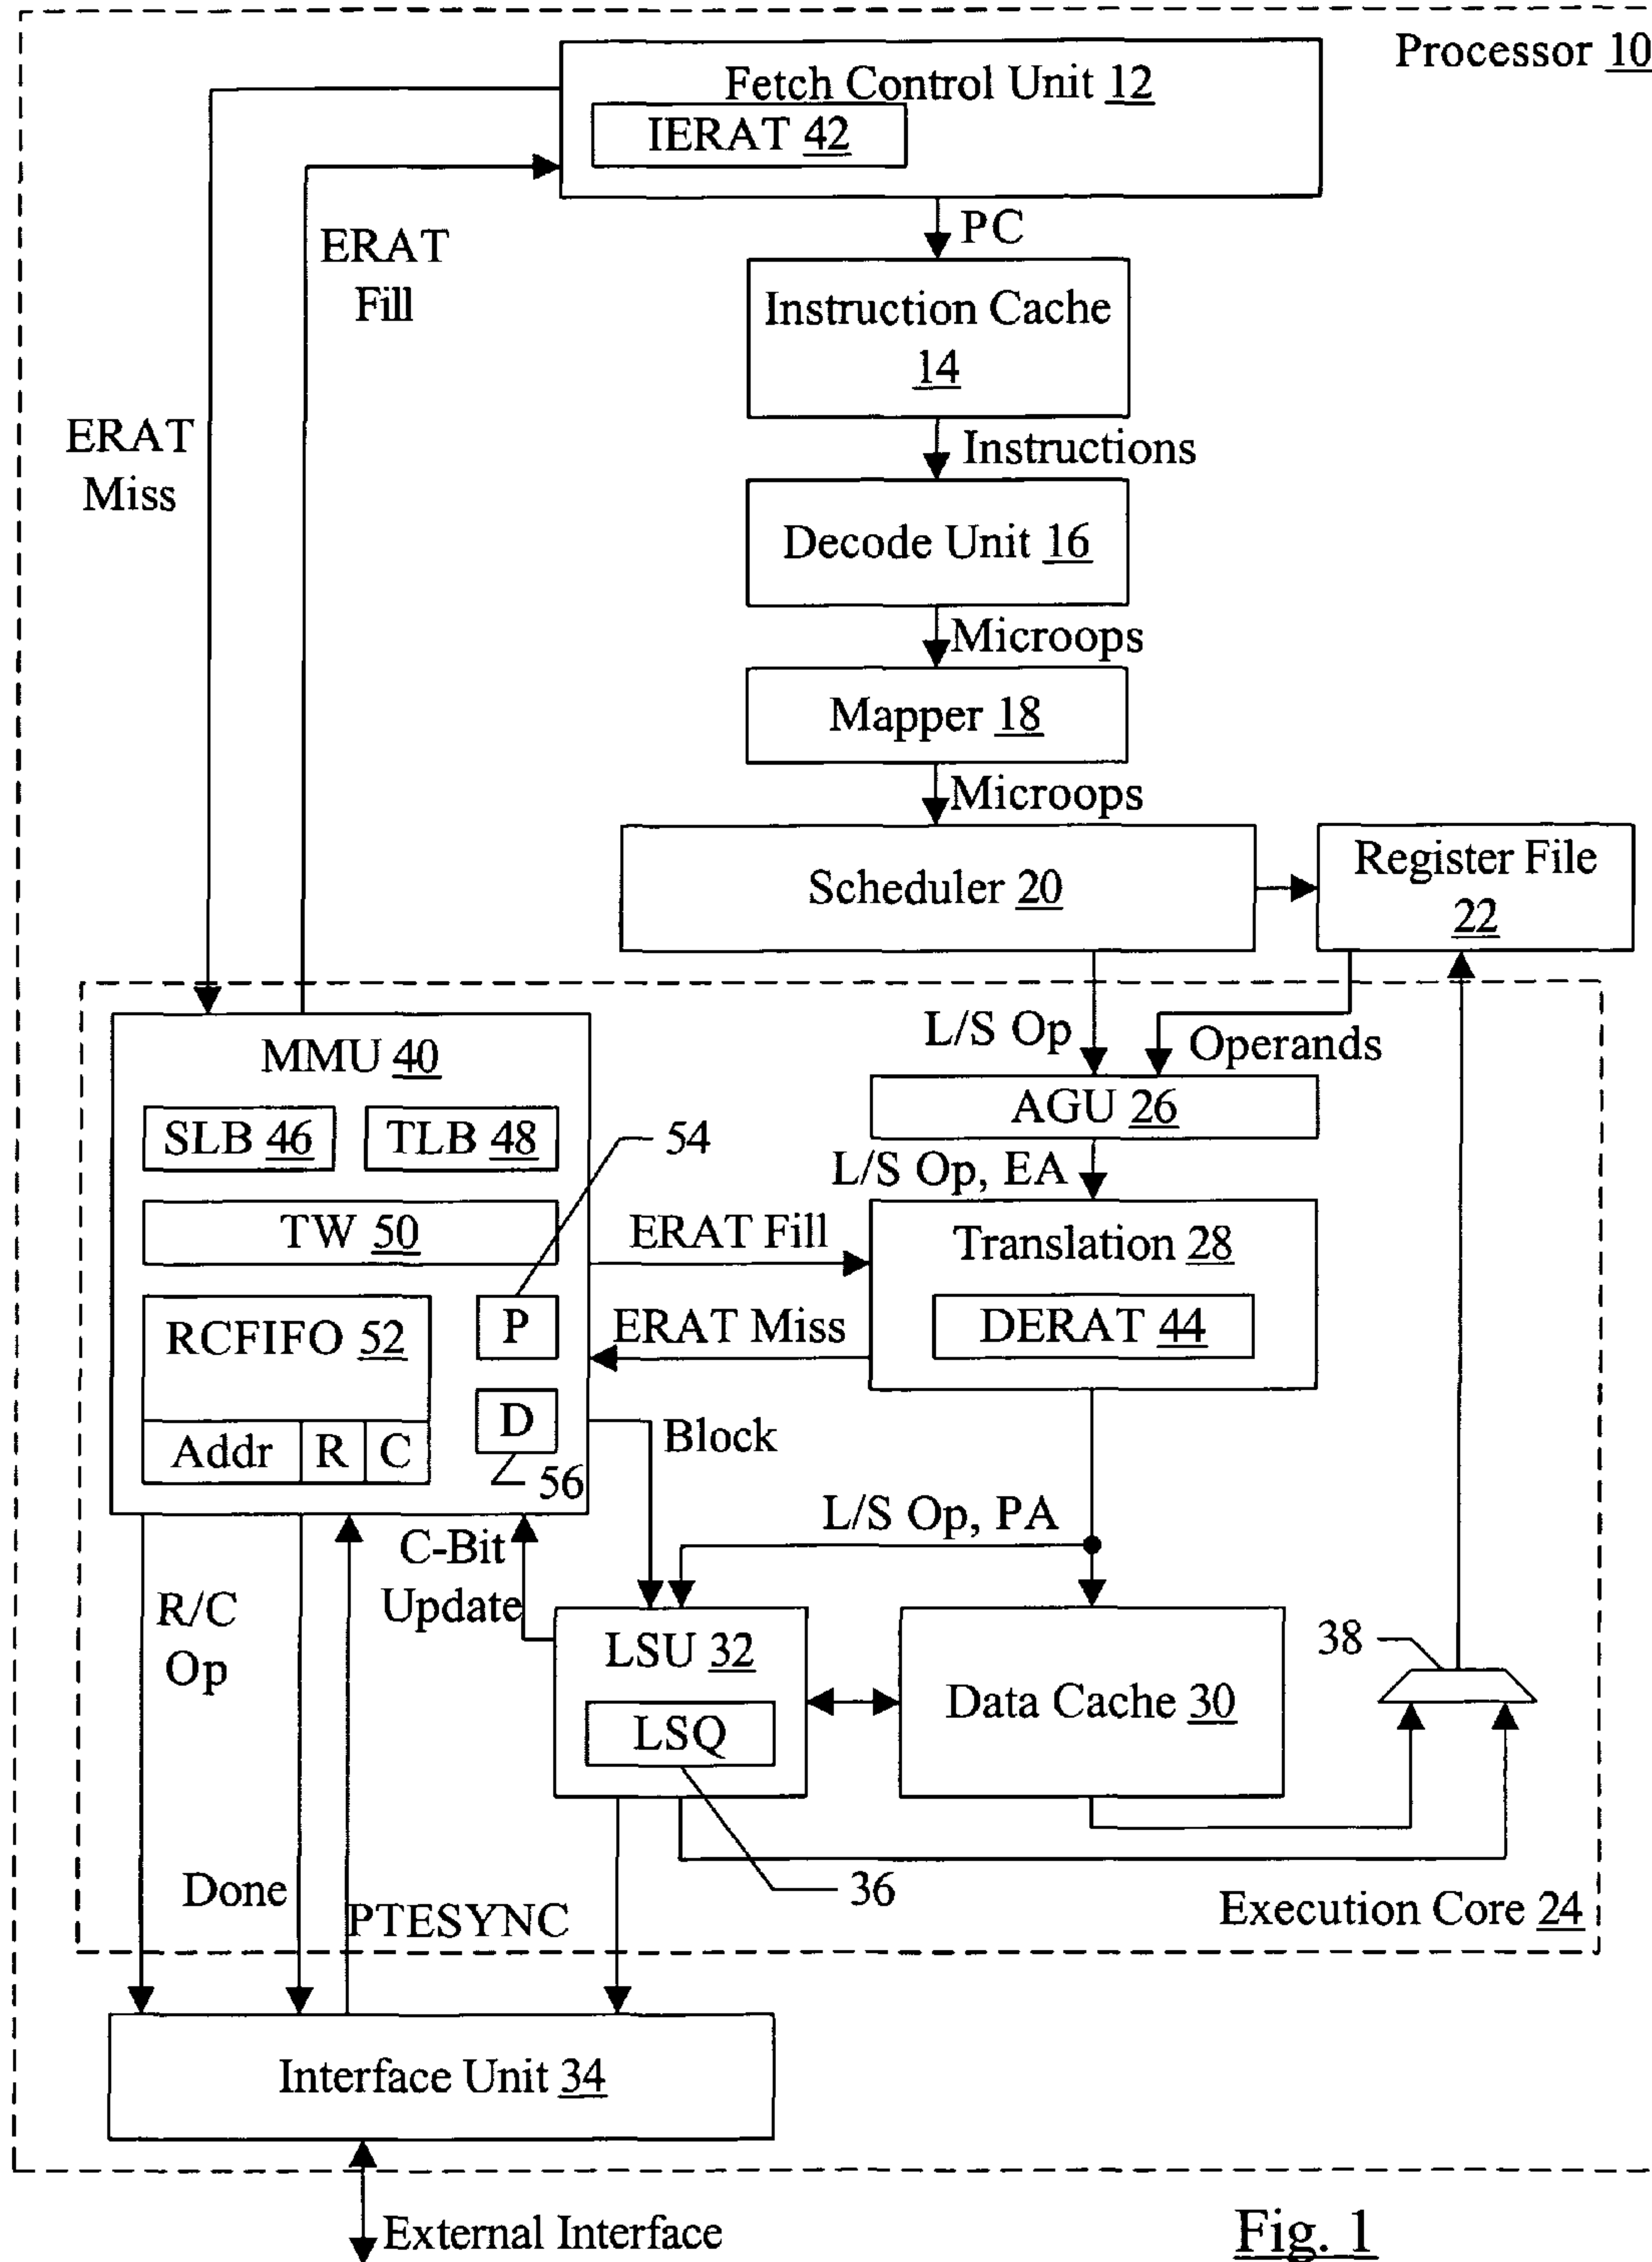 Processor 10
Fetch Control Unit 12
IERAT 42
PC
ERAT
Fill
Instruction Cache
14
ERAT
Miss
Instructions
Decode Unit 16
Microops
Mapper 18
Microops
Scheduler 20
Register File
22
L/S Op
Operands
MMU 40
AGU 26
SLB 46
TLB 48
54
L/S Op, EA
TW 50
ERAT Fill
Translation 28
RCFIFO 52
P
ERAT Miss
DERAT 44
Addr
R
C
D
56
Block
L/S Op, PA
C-Bit
Update
R/C
Op
LSU 32
LSQ
Data Cache 30
38
Done
PTESYNC
36
Execution Core 24
Interface Unit 34
External Interface
Fig. 1